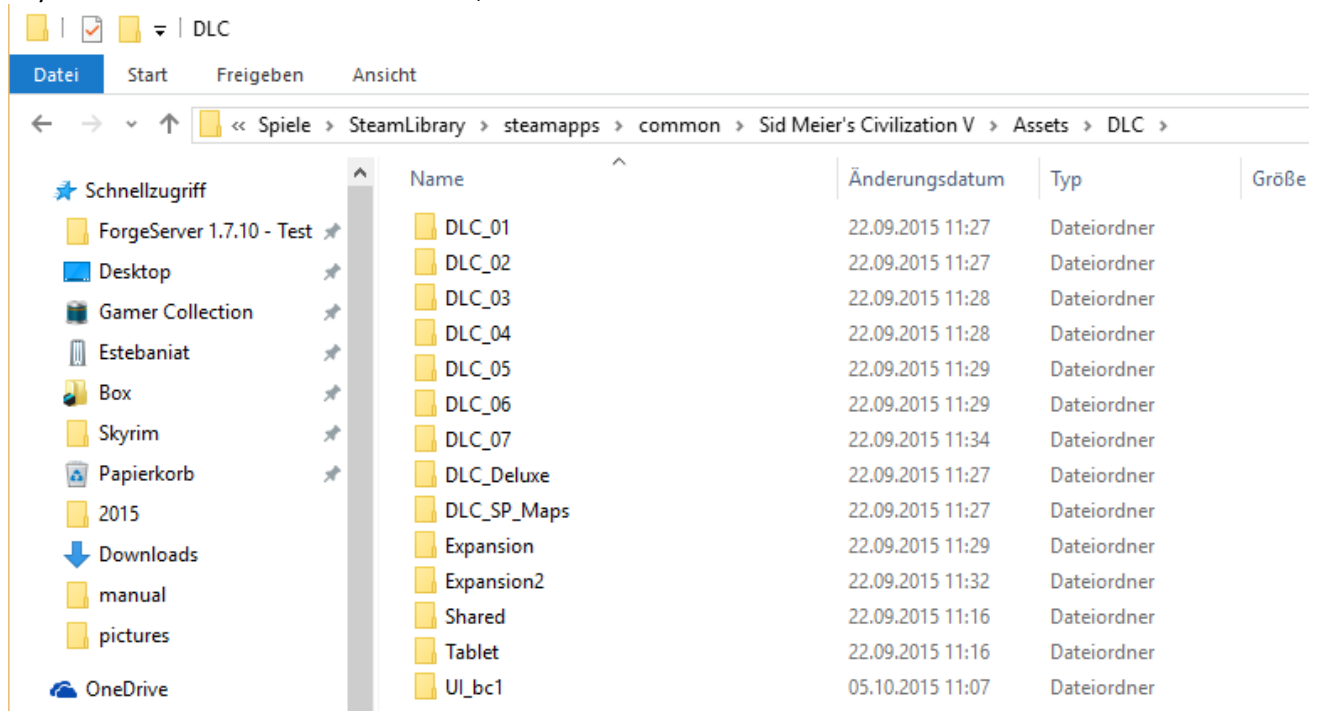 DLC
Datei Start Freigeben Ansicht
« Spiele > SteamLibrary > steamapps > common > Sid Meier's Civilization V > Assets > DLC >
Name Änderungsdatum Typ Größe
Schnellzugriff
ForgeServer 1.7.10 - Test
Desktop
Gamer Collection
Estebaniat
Box
Skyrim
Papierkorb
2015
Downloads
manual
pictures
OneDrive
DLC_01 22.09.2015 11:27 Dateiordner
DLC_02 22.09.2015 11:27 Dateiordner
DLC_03 22.09.2015 11:28 Dateiordner
DLC_04 22.09.2015 11:28 Dateiordner
DLC_05 22.09.2015 11:29 Dateiordner
DLC_06 22.09.2015 11:29 Dateiordner
DLC_07 22.09.2015 11:34 Dateiordner
DLC_Deluxe 22.09.2015 11:27 Dateiordner
DLC_SP_Maps 22.09.2015 11:27 Dateiordner
Expansion 22.09.2015 11:29 Dateiordner
Expansion2 22.09.2015 11:32 Dateiordner
Shared 22.09.2015 11:16 Dateiordner
Tablet 22.09.2015 11:16 Dateiordner
UI_bc1 05.10.2015 11:07 Dateiordner